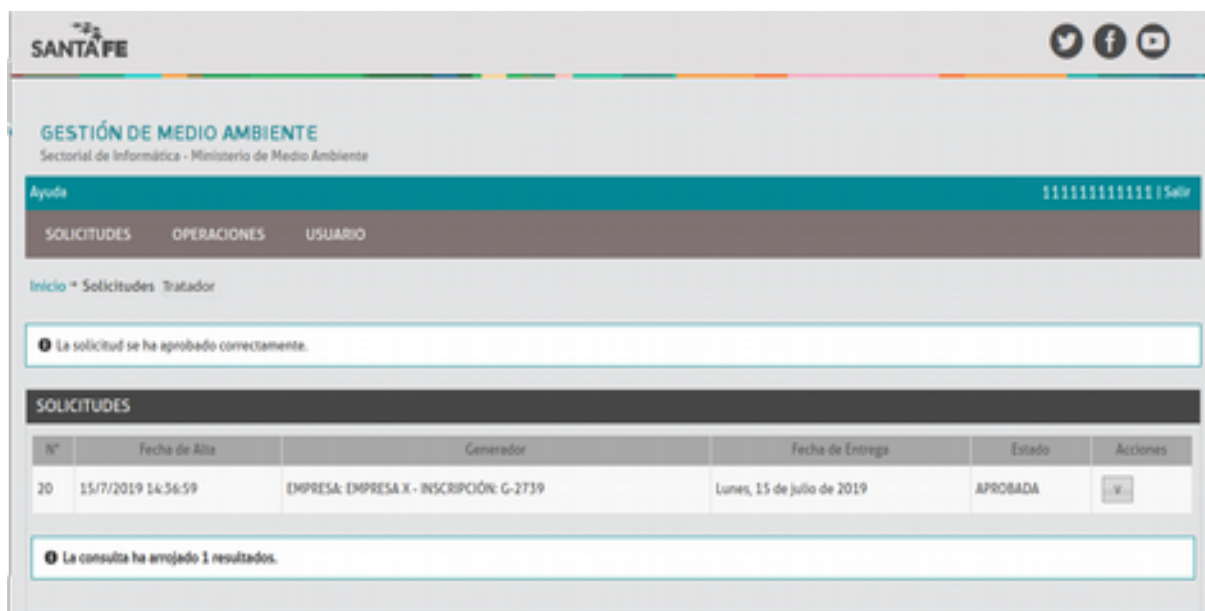 SANTA FE
GESTIÓN DE MEDIO AMBIENTE
Sectorial de Informática - Ministerio de Medio Ambiente
Ayuda 111111111111 | Salir
SOLICITUDES OPERACIONES USUARIO
Inicio Solicitudes Tratador
La solicitud se ha aprobado correctamente.
SOLICITUDES
N° Fecha de Alta Generador Fecha de Entrega Estado Acciones
20 15/7/2019 14:36:59 EMPRESA: EMPRESA X - INSCRIPCIÓN: G-2739 Lunes, 15 de julio de 2019 APROBADA V
La consulta ha arrojado 1 resultados.